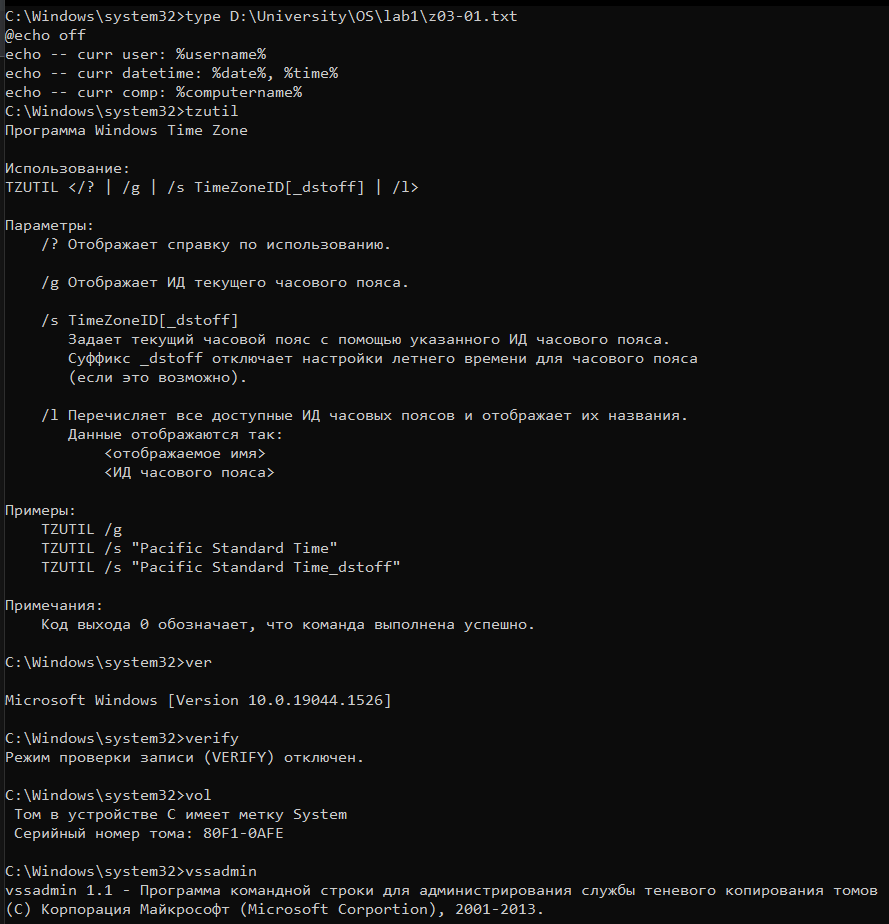 C:\Windows\system32>type D:\University\OS\lab1\z03-01.txt
@echo off
echo -- curr user: %username%
echo -- curr datetime: %date%, %time%
echo -- curr comp: %computername%
C:\Windows\system32>tzutil
Программа Windows Time Zone
Использование:
TZUTIL </? | /g | /s TimeZoneID[_dstoff] | /l>
Параметры:
/? Отображает справку по использованию.
/g Отображает ИД текущего часового пояса.
/s TimeZoneID[_dstoff]
Задает текущий часовой пояс с помощью указанного ИД часового пояса.
Суффикс _dstoff отключает настройки летнего времени для часового пояса
(если это возможно).
/l Перечисляет все доступные ИД часовых поясов и отображает их названия.
Данные отображаются так:
<отображаемое имя>
<ИД часового пояса>
Примеры:
TZUTIL /g
TZUTIL /s "Pacific Standard Time"
TZUTIL /s "Pacific Standard Time_dstoff"
Примечания:
Код выхода 0 обозначает, что команда выполнена успешно.
C:\Windows\system32>ver
Microsoft Windows [Version 10.0.19044.1526]
C:\Windows\system32>verify
Режим проверки записи (VERIFY) отключен.
C:\Windows\system32>vol
Том в устройстве C имеет метку System
Серийный номер тома: 80F1-0AFE
C:\Windows\system32>vssadmin
vssadmin 1.1 - Программа командной строки для администрирования службы теневого копирования томов
(C) Корпорация Майкрософт (Microsoft Corportion), 2001-2013.